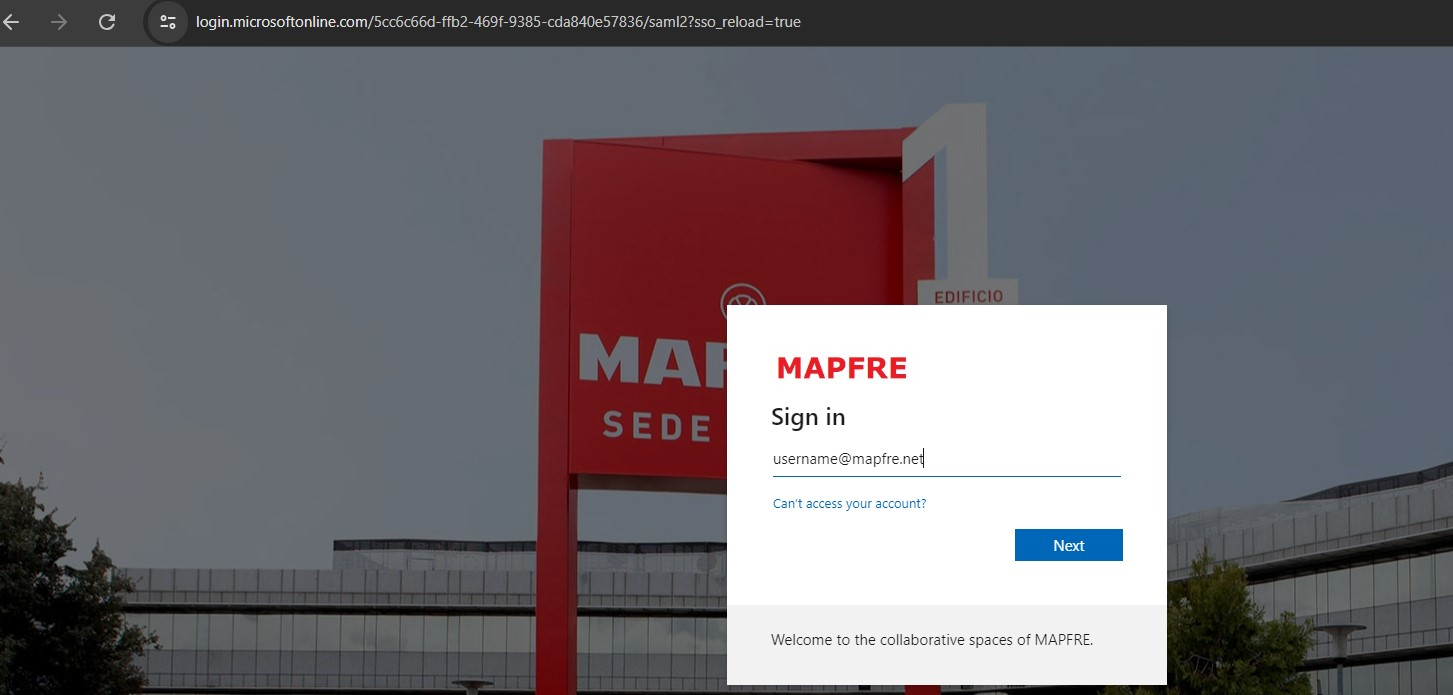 login.microsoftonline.com/5cc6c66d-ffb2-469f-9385-cda840e57836/saml2?sso_reload=true
1
EDIFICIO
SEDE
MAPFRE
Sign in
username@mapfre.net
Can't access your account?
Next
Welcome to the collaborative spaces of MAPFRE.